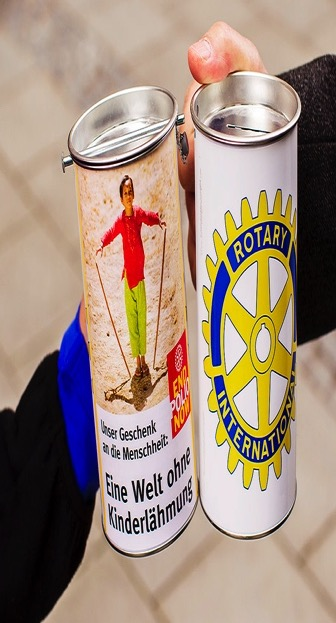 END
POLIO
NOW
Unser Geschenk
an die Menschheit:
Eine Welt ohne
Kinderlähmung
ROTARY
INTERNATIONAL